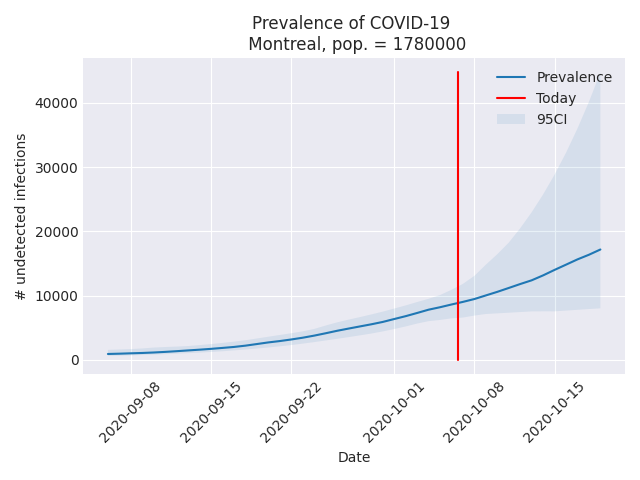 Prevalence of COVID-19
Montreal, pop. = 1780000
Prevalence
Today
95CI
# undetected infections
40000
30000
20000
10000
0
2020-09-08
2020-09-15
2020-09-22
2020-10-01
2020-10-08
2020-10-15
Date